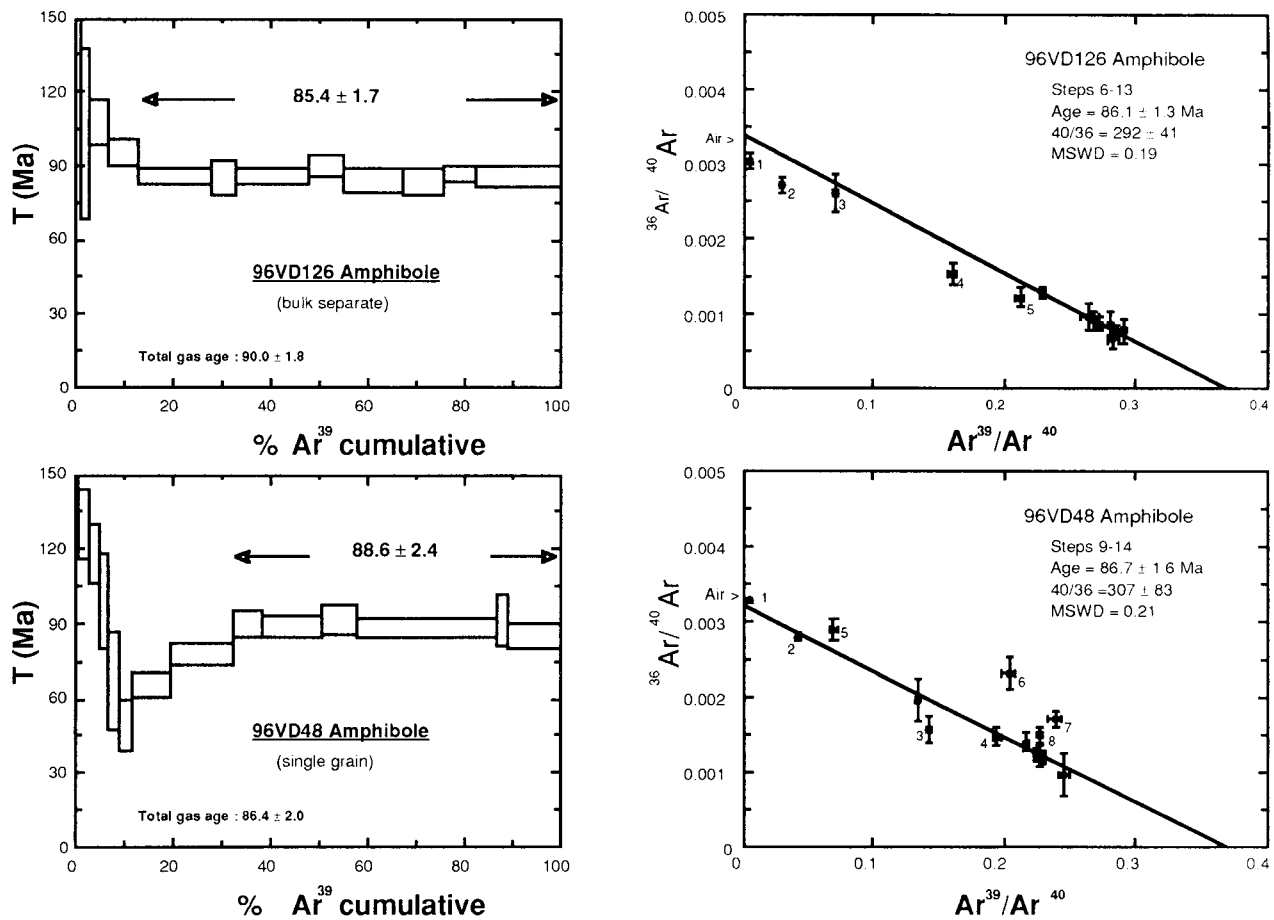 150
120
90
60
30
0
T (Ma)
85.4 ± 1.7
96VD126 Amphibole
(bulk separate)
Total gas age : 90.0 ± 1.8
0 20 40 60 80 100
% Ar39 cumulative
0.005
0.004
0.003
0.002
0.001
0
36Ar/ 40Ar
Air >
96VD126 Amphibole
Steps 6-13
Age = 86.1 ± 1.3 Ma
40/36 = 292 ± 41
MSWD = 0.19
1
2
3
4
5
0 0.1 0.2 0.3 0.4
Ar39/Ar 40
150
120
90
60
30
0
T (Ma)
88.6 ± 2.4
96VD48 Amphibole
(single grain)
Total gas age : 86.4 ± 2.0
0 20 40 60 80 100
% Ar39 cumulative
0.005
0.004
0.003
0.002
0.001
0
36Ar/ 40Ar
Air >
96VD48 Amphibole
Steps 9-14
Age = 86.7 ± 1.6 Ma
40/36 =307 ± 83
MSWD = 0.21
1
2
5
6
7
3
4
8
0 0.1 0.2 0.3 0.4
Ar39/Ar 40